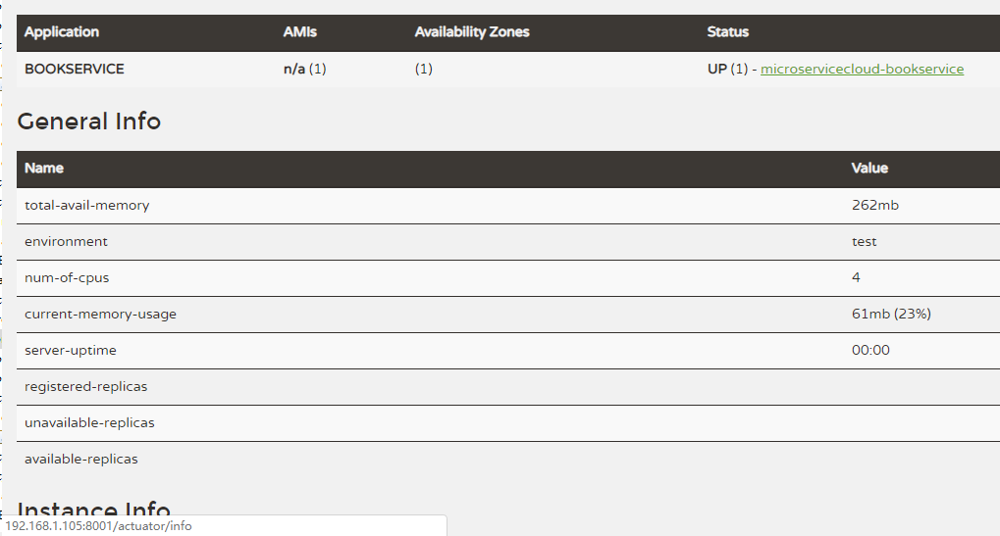 Application AMIs Availability Zones Status
BOOKSERVICE n/a (1) (1) UP (1) - microservicecloud-bookservice
General Info
Name Value
total-avail-memory 262mb
environment test
num-of-cpus 4
current-memory-usage 61mb (23%)
server-uptime 00:00
registered-replicas
unavailable-replicas
available-replicas
Instance Info
192.168.1.105:8001/actuator/info